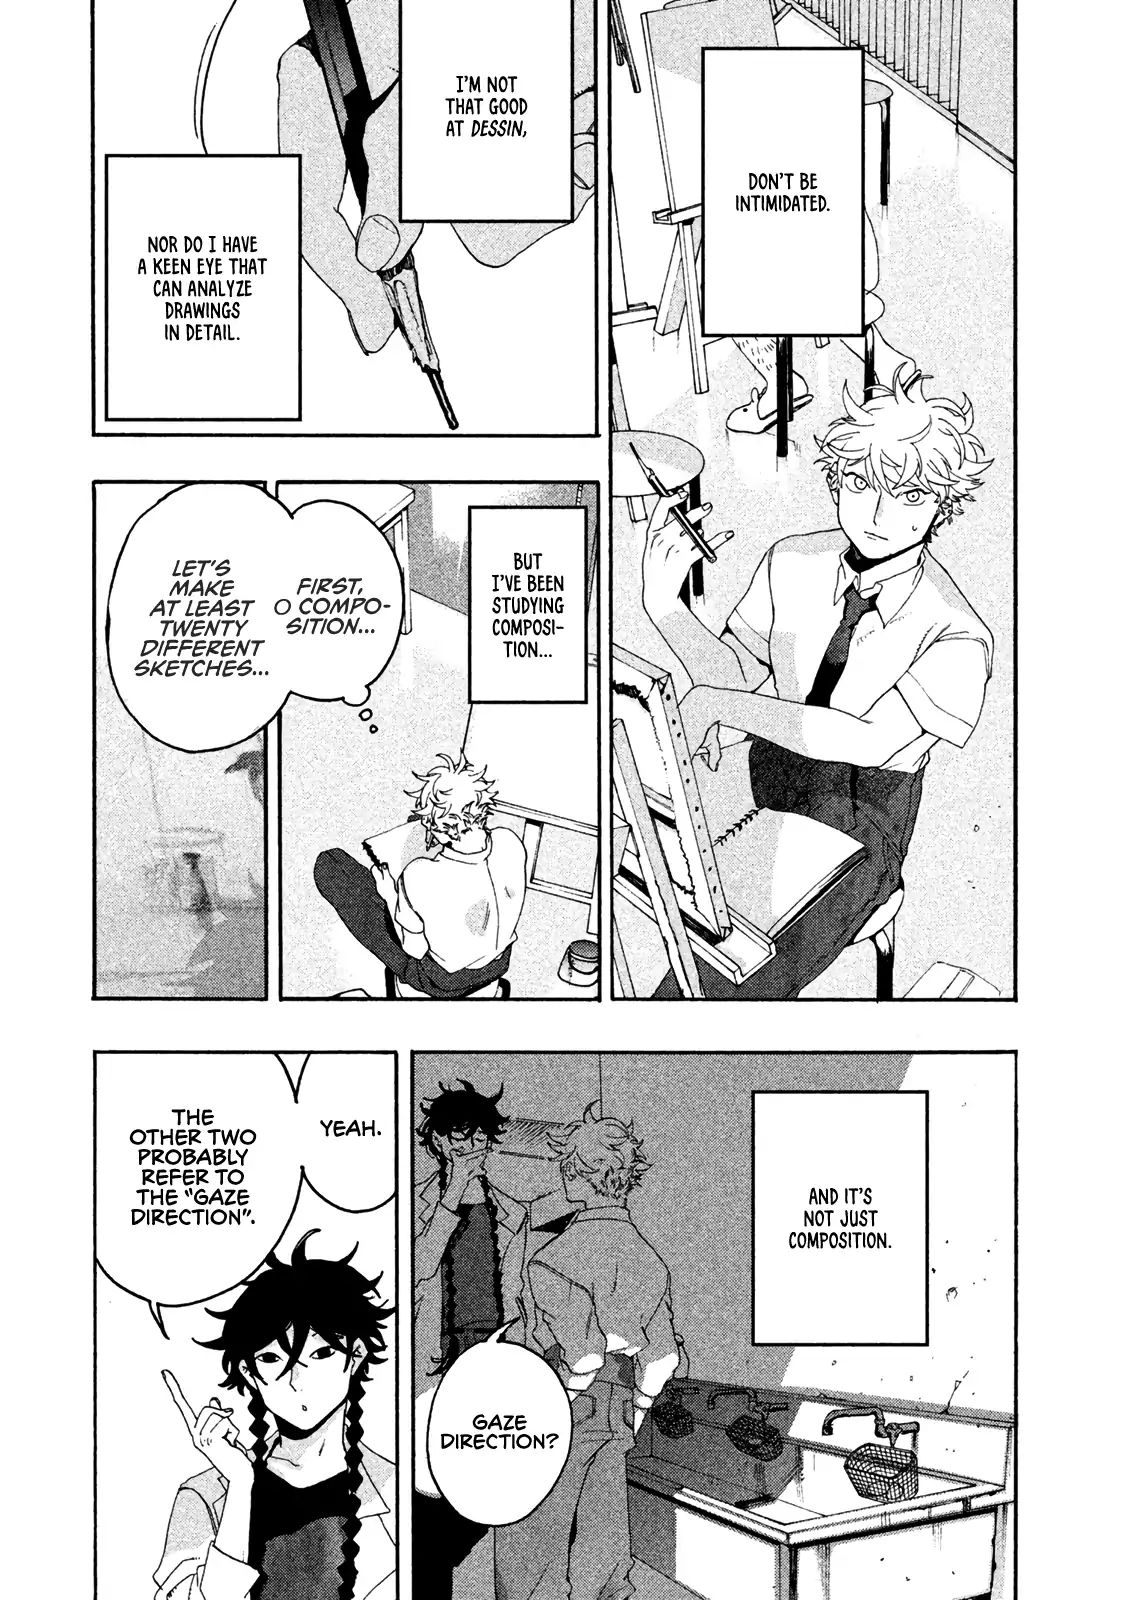 DON'T BE
INTIMIDATED.
I'M NOT
THAT GOOD
AT DESSIN,
NOR DO I HAVE
A KEEN EYE THAT
CAN ANALYZE
DRAWINGS
IN DETAIL.
BUT
I'VE BEEN
STUDYING
COMPOSI-
TION...
FIRST,
O COMPO-
SITION...
LET'S
MAKE
AT LEAST
TWENTY
DIFFERENT
SKETCHES...
AND IT'S
NOT JUST
COMPOSITION.
GAZE
DIRECTION?
YEAH.
THE
OTHER TWO
PROBABLY
REFER TO
THE "GAZE
DIRECTION".